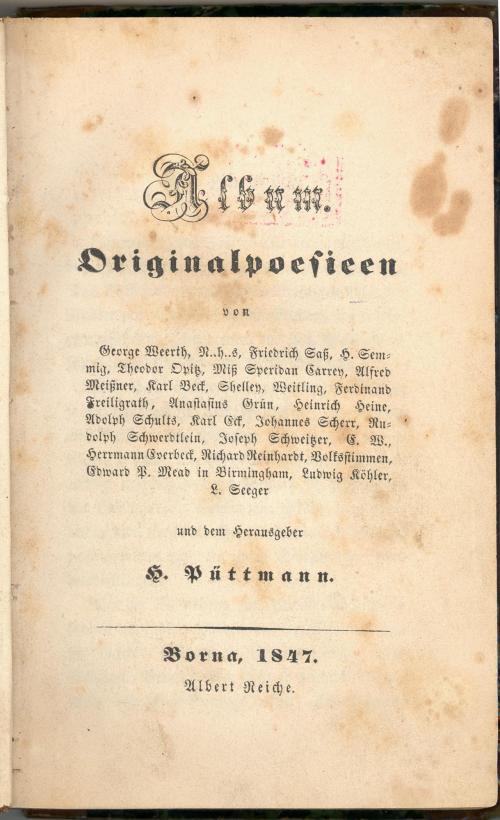 Album.
Originalpoesieen
von
George Weerth, N..h..s, Friedrich Saß, H. Sem-
mig, Theodor Opitz, Miß Speridan Carrey, Alfred
Meißner, Karl Beck, Shelley, Weitling, Ferdinand
Freiligrath, Anastasius Grün, Heinrich Heine,
Adolph Schults, Karl Eck, Johannes Scherr, Ru-
dolph Schwerdtlein, Joseph Schweitzer, C. W.,
Herrmann Everbeck, Richard Reinhardt, Volksstimmen,
Edward P. Mead in Birmingham, Ludwig Köhler,
L. Seeger
und dem Herausgeber
H. Püttmann.
Borna, 1847.
Albert Reiche.